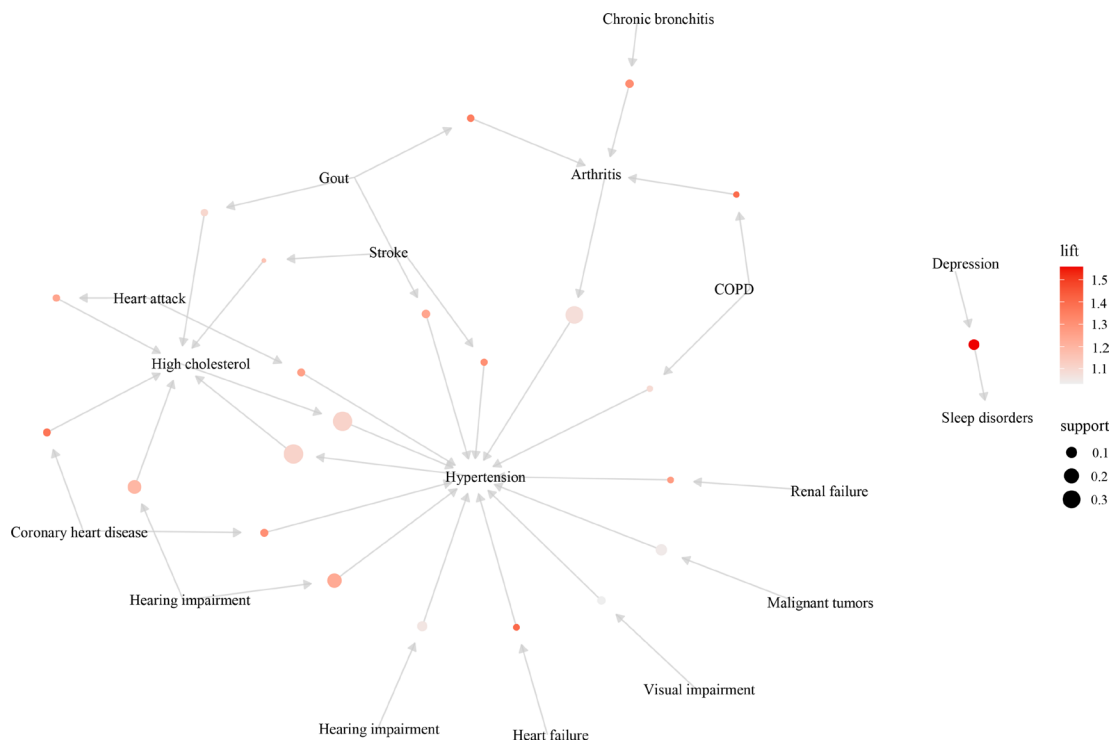 Chronic bronchitis
Gout
Arthritis
Stroke
COPD
Heart attack
High cholesterol
Hypertension
Renal failure
Coronary heart disease
Hearing impairment
Malignant tumors
Visual impairment
Hearing impairment
Heart failure
Depression
Sleep disorders
lift
1.5
1.4
1.3
1.2
1.1
support
0.1
0.2
0.3